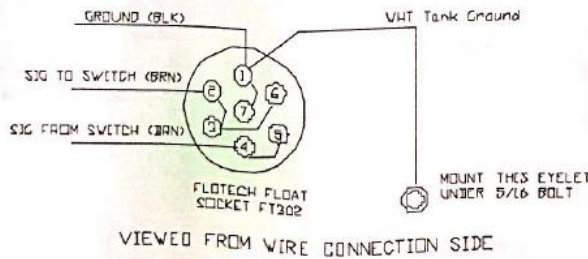 GROUND (BLK)
WHT Tank Ground
SIG TO SWITCH (BRN)
1
2
6
7
3
5
4
SIG FROM SWITCH (BRN)
FLOTECH FLOAT
SOCKET FT302
MOUNT THIS EYELET
UNDER 5/16 BOLT
VIEWED FROM WIRE CONNECTION SIDE